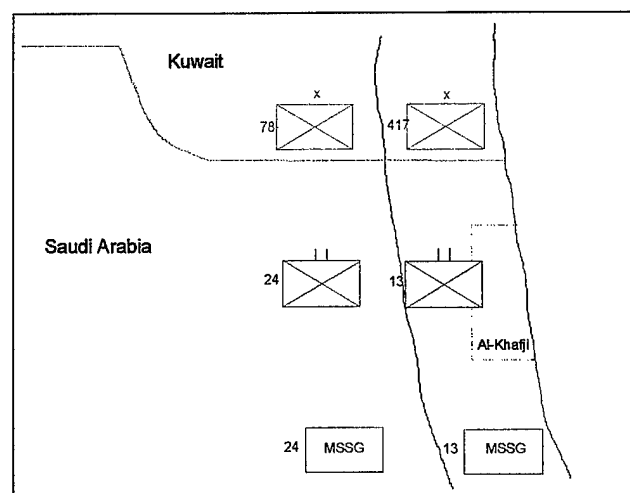 Kuwait
x
x
78
417
Saudi Arabia
24
13
Al-Khafji
24
MSSG
13
MSSG